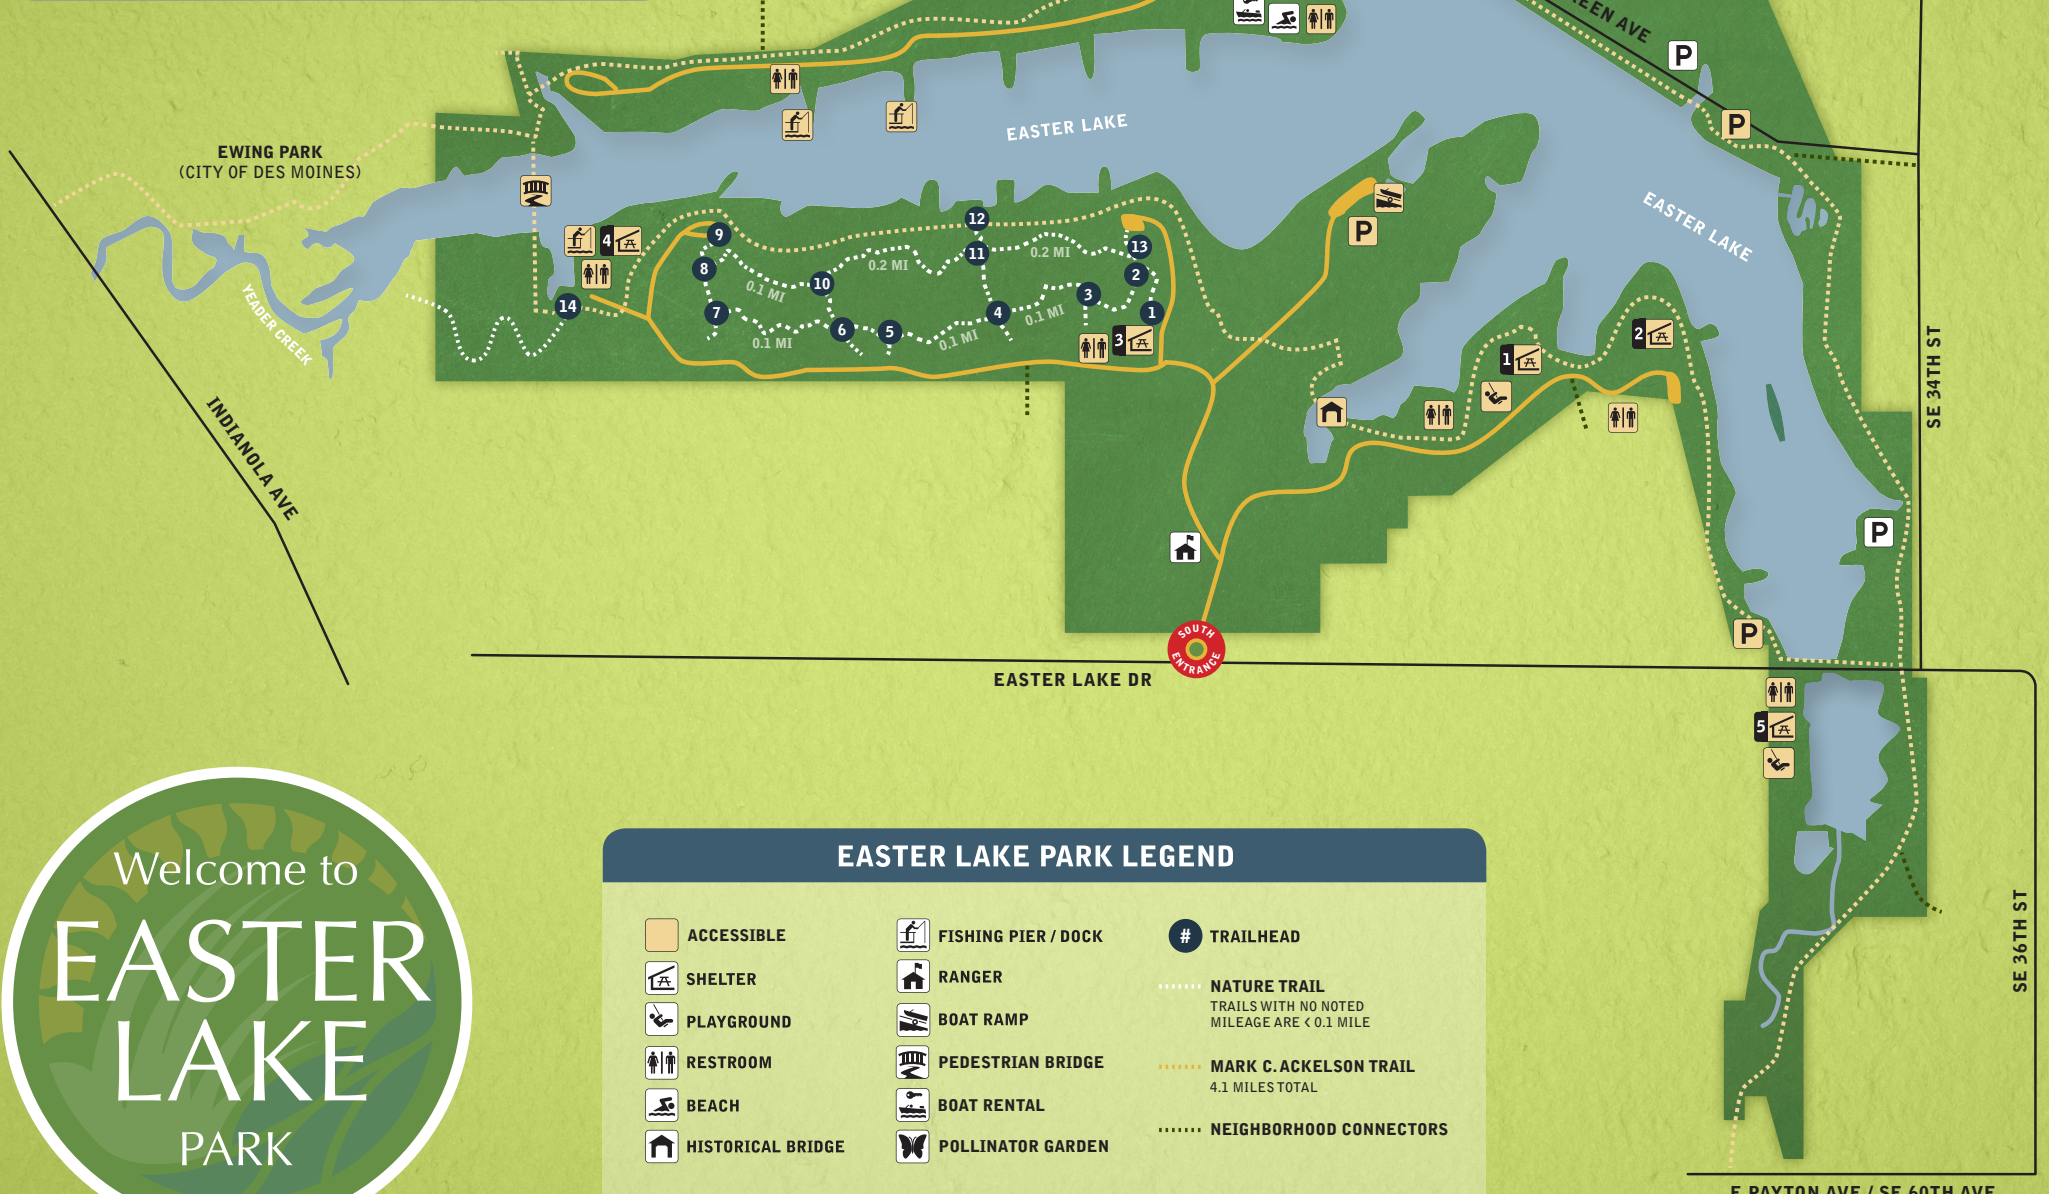 EEN AVE
P
P
EASTER LAKE
EWING PARK
(CITY OF DES MOINES)
EASTER LAKE
P
4
9
12
11
13
8
10
2
3
1
14
7
6
5
4
3
0.2 MI
0.2 MI
0.1 MI
0.1 MI
0.1 MI
0.1 MI
YEADER CREEK
1
2
SE 34TH ST
INDIANOLA AVE
P
P
SOUTH
ENTRANCE
EASTER LAKE DR
5
SE 36TH ST
Welcome to
EASTER
LAKE
PARK
EASTER LAKE PARK LEGEND
ACCESSIBLE
SHELTER
PLAYGROUND
RESTROOM
BEACH
HISTORICAL BRIDGE
FISHING PIER / DOCK
RANGER
BOAT RAMP
PEDESTRIAN BRIDGE
BOAT RENTAL
POLLINATOR GARDEN
# TRAILHEAD
NATURE TRAIL
TRAILS WITH NO NOTED
MILEAGE ARE < 0.1 MILE
MARK C. ACKELSON TRAIL
4.1 MILES TOTAL
NEIGHBORHOOD CONNECTORS
E PAYTON AVE / SE 60TH AVE